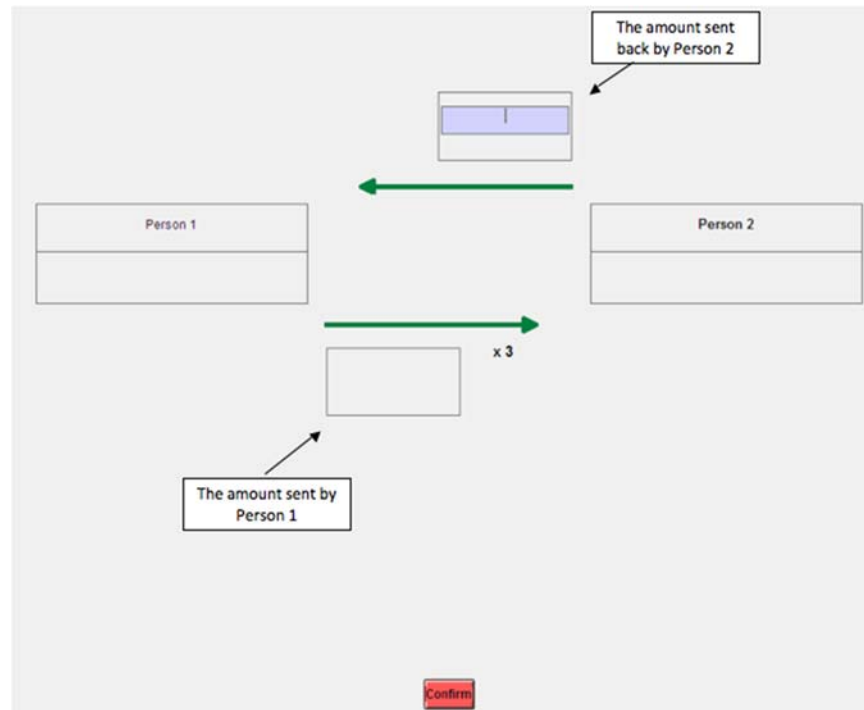 The amount sent
back by Person 2
Person 1
Person 2
x 3
The amount sent by
Person 1
Confirm